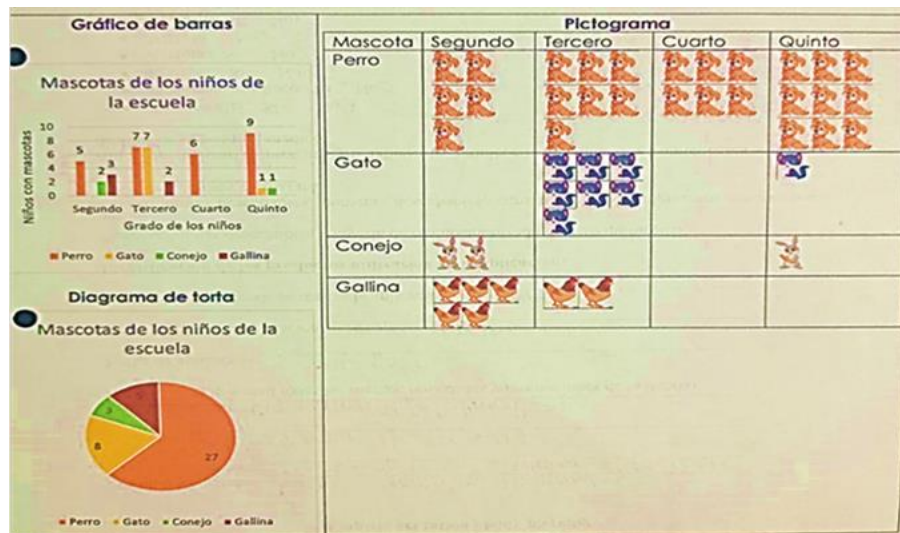 Gráfico de barras
Mascotas de los niños de
la escuela
Niños con mascotas
10
8
6
4
2
0
5
2
3
7
7
2
6
9
1
1
Segundo
Tercero
Cuarto
Quinto
Grado de los niños
Perro
Gato
Conejo
Gallina
Diagrama de torta
Mascotas de los niños de la
escuela
27
8
3
Perro
Gato
Conejo
Gallina
Pictograma
Mascota Segundo Tercero Cuarto Quinto
Perro
Gato
Conejo
Gallina